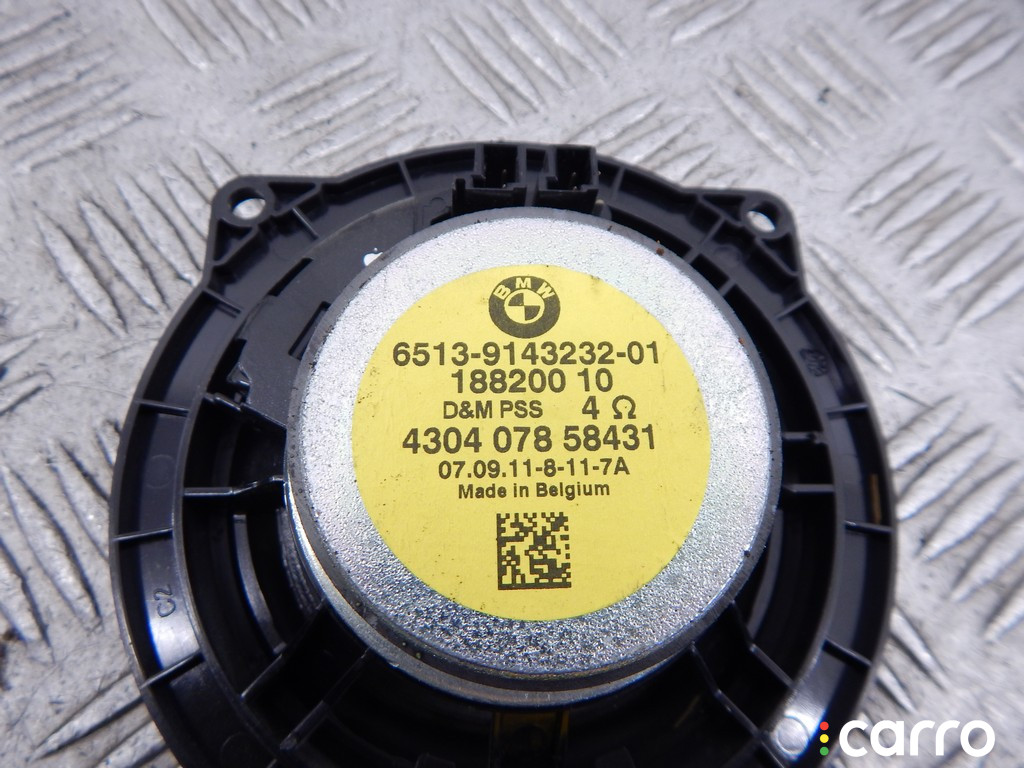 BMW
6513-9143232-01
188200 10
D&M PSS 4 Ω
4304 078 58431
07.09.11-8-11-7A
Made in Belgium
C2
carro